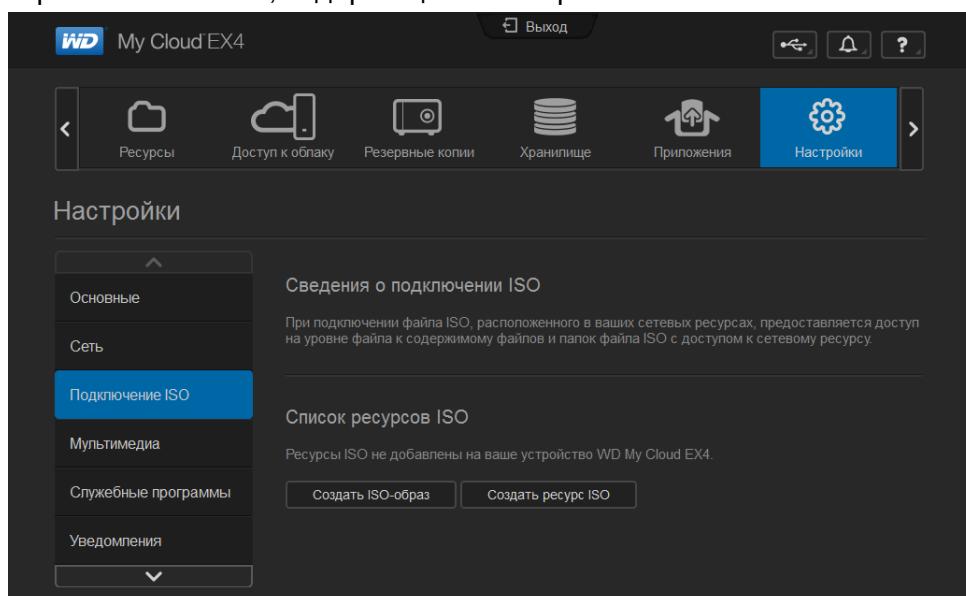 Выход
WD My Cloud EX4
?
Ресурсы
Доступ к облаку
Резервные копии
Хранилище
Приложения
Настройки
Настройки
Основные
Сеть
Подключение ISO
Мультимедиа
Служебные программы
Уведомления
Сведения о подключении ISO
При подключении файла ISO, расположенного в ваших сетевых ресурсах, предоставляется доступ
на уровне файла к содержимому файлов и папок файла ISO с доступом к сетевому ресурсу.
Список ресурсов ISO
Ресурсы ISO не добавлены на ваше устройство WD My Cloud EX4.
Создать ISO-образ
Создать ресурс ISO